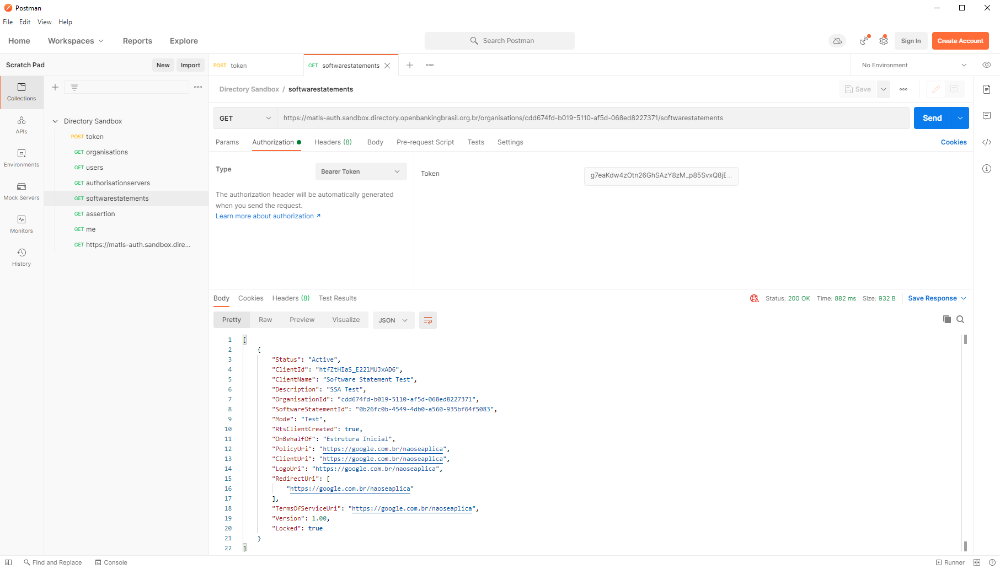 Postman
File Edit View Help
Home Workspaces Reports Explore Search Postman Sign In Create Account
Scratch Pad New Import POST token GET softwarestatements No Environment
Directory Sandbox / softwarestatements Save
Collections
APIs
Environments
Mock Servers
Monitors
History
Directory Sandbox
POST token
GET organisations
GET users
GET authorisationservers
GET softwarestatements
GET assertion
GET me
GET https://matls-auth.sandbox.dire...
GET https://matls-auth.sandbox.directory.openbankingbrasil.org.br/organisations/cdd674fd-b019-5110-af5d-068ed8227371/softwarestatements Send
Params Authorization Headers (8) Body Pre-request Script Tests Settings Cookies
Type Bearer Token
The authorization header will be automatically generated
when you send the request.
Learn more about authorization ↗
Token g7eaKdw4zOtn26GhSAzY8zM_p85SvxQ8jE...
Body Cookies Headers (8) Test Results Status: 200 OK Time: 882 ms Size: 932 B Save Response
Pretty Raw Preview Visualize JSON
1 [
2 {
3 "Status": "Active",
4 "ClientId": "htfZtHIaS_E22lMUJxAD6",
5 "ClientName": "Software Statement Test",
6 "Description": "SSA Test",
7 "OrganisationId": "cdd674fd-b019-5110-af5d-068ed8227371",
8 "SoftwareStatementId": "0b26fc0b-4549-4db0-a560-935bf64f5083",
9 "Mode": "Test",
10 "RtsClientCreated": true,
11 "OnBehalfOf": "Estrutura Inicial",
12 "PolicyUri": "https://google.com.br/naoseaplica",
13 "ClientUri": "https://google.com.br/naoseaplica",
14 "LogoUri": "https://google.com.br/naoseaplica",
15 "RedirectUri": [
16 "https://google.com.br/naoseaplica"
17 ],
18 "TermsOfServiceUri": "https://google.com.br/naoseaplica",
19 "Version": 1.00,
20 "Locked": true
21 }
22 ]
Find and Replace Console Runner